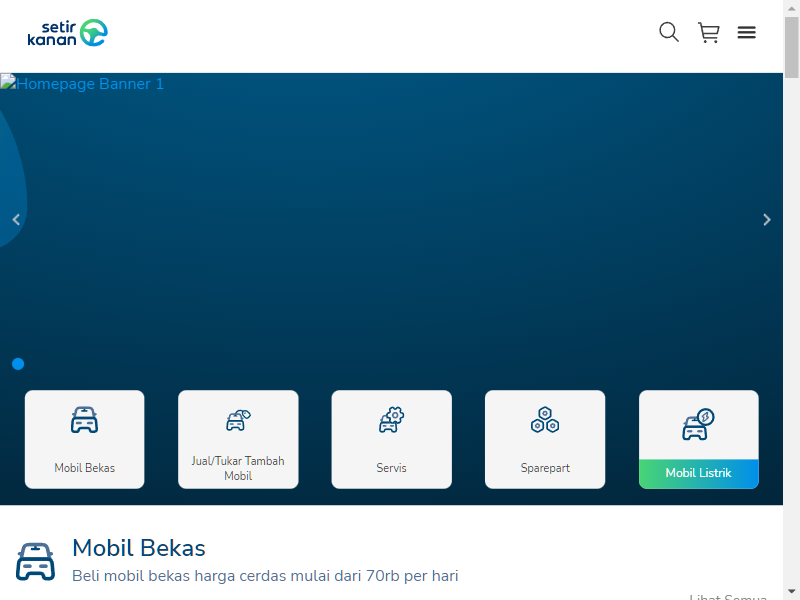 setir
kanan
Homepage Banner 1
Mobil Bekas
Jual/Tukar Tambah
Mobil
Servis
Sparepart
Mobil Listrik
Mobil Bekas
Beli mobil bekas harga cerdas mulai dari 70rb per hari
Lihat Semua